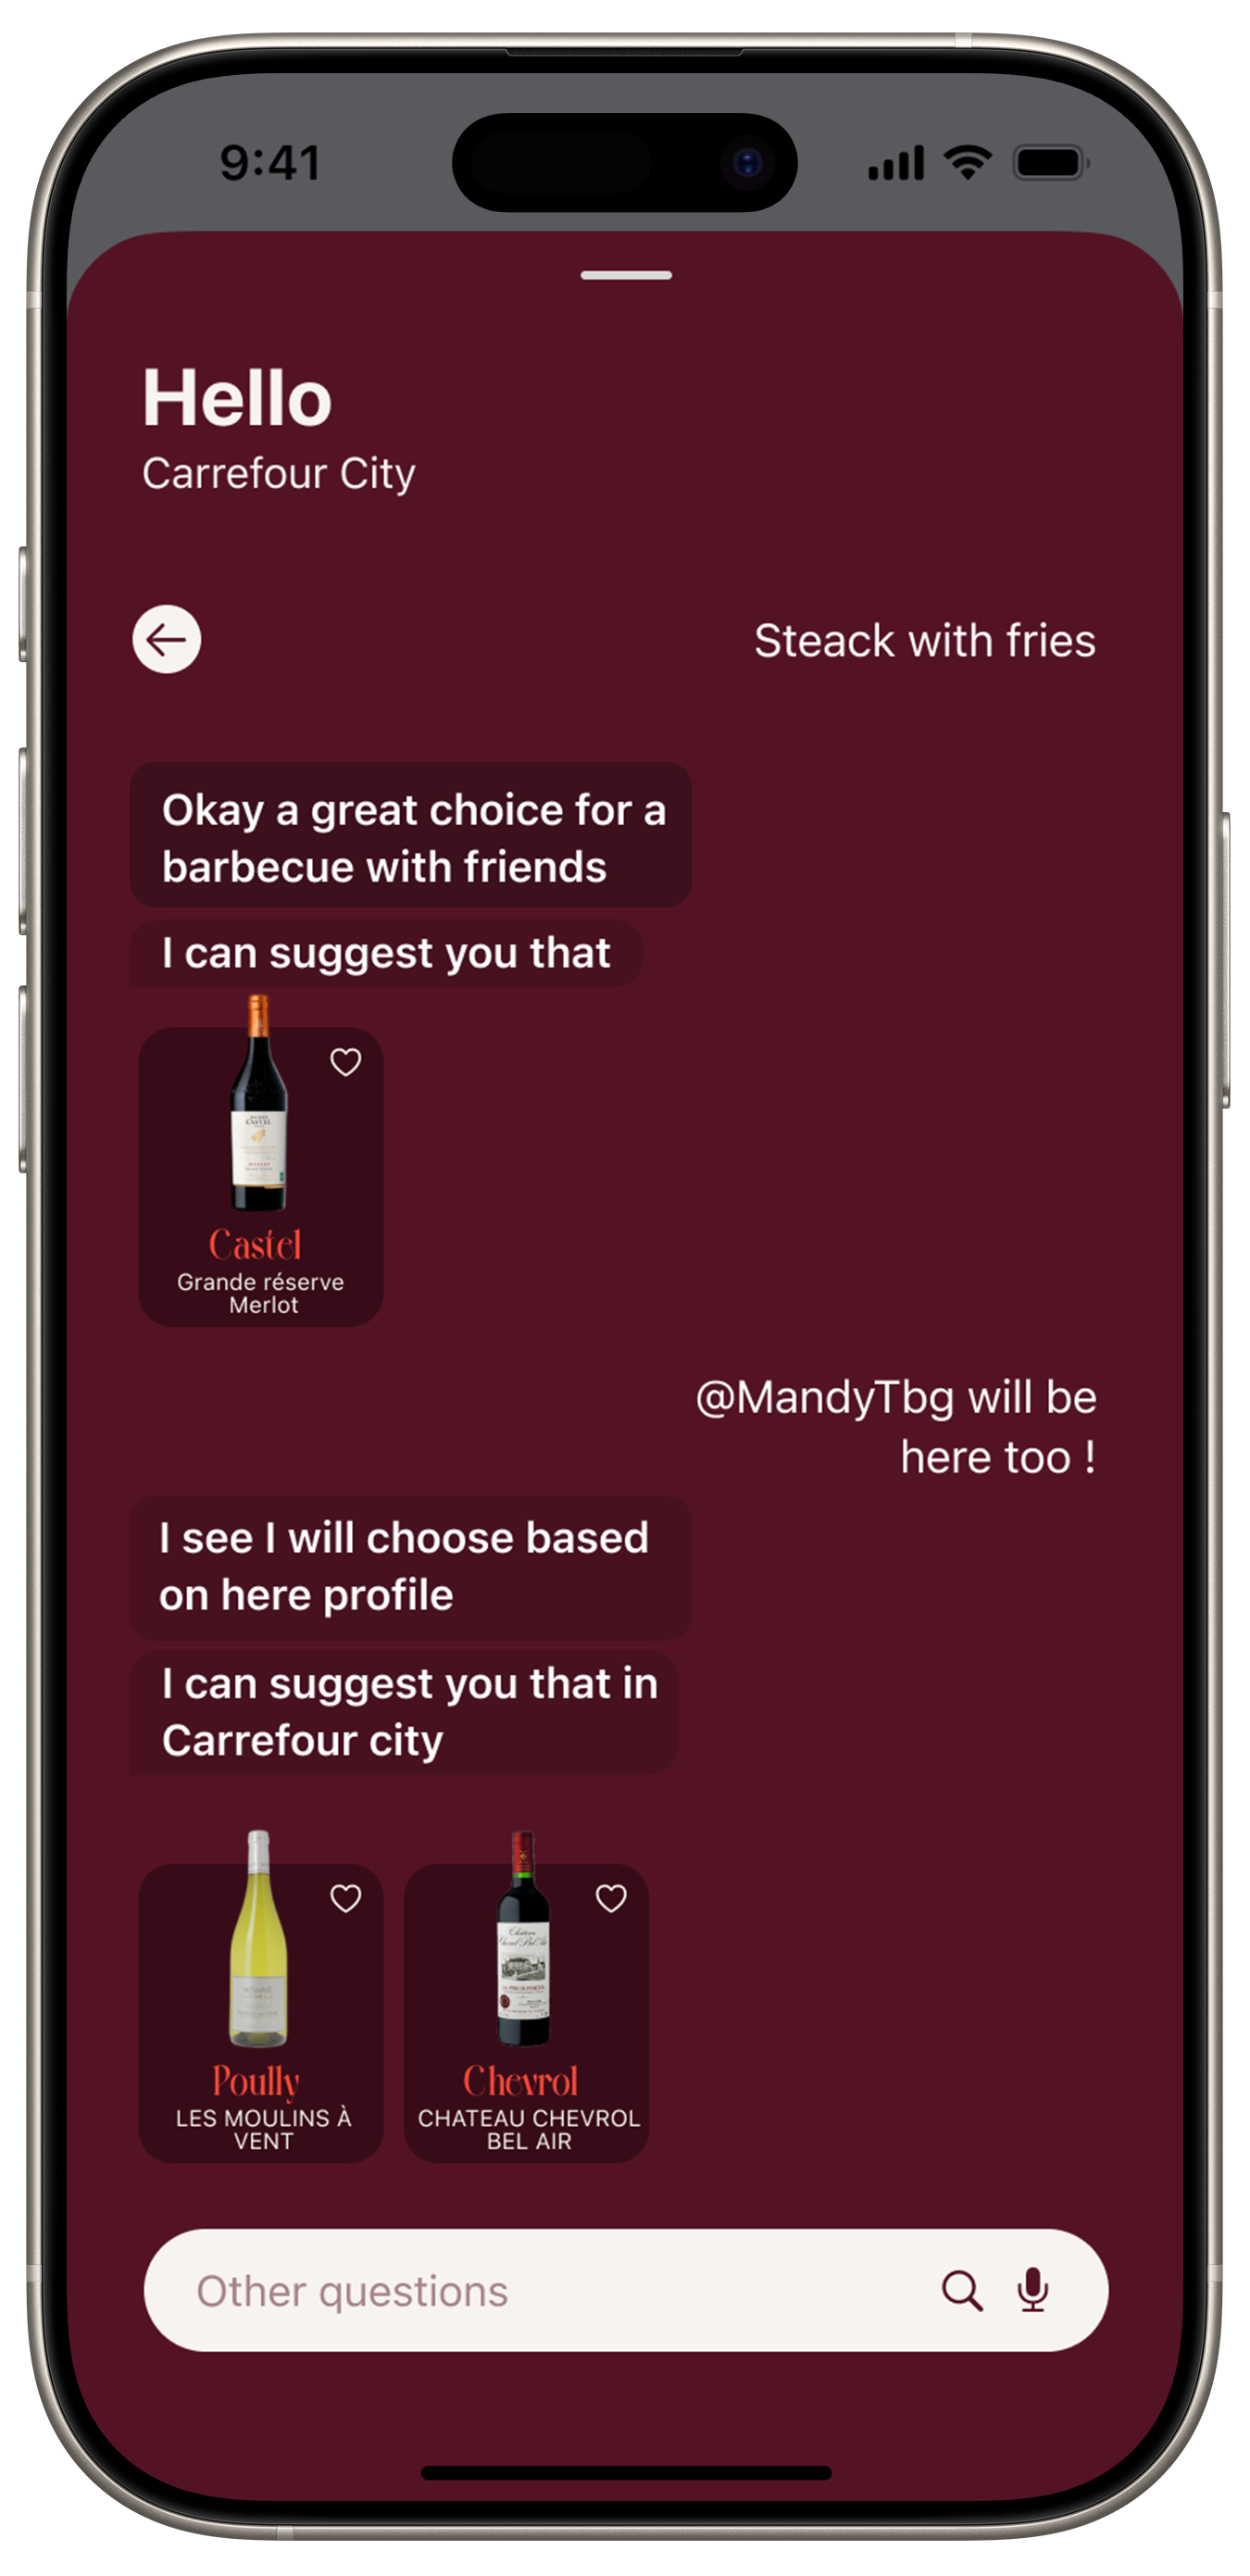 9:41
Hello
Carrefour City
Steack with fries
Okay a great choice for a
barbecue with friends
I can suggest you that
CASTEL
Castel
Grande réserve
Merlot
@MandyTbg will be
here too !
I see I will choose based
on here profile
I can suggest you that in
Carrefour city
Poully
LES MOULINS À
VENT
Chevrol
CHATEAU CHEVROL
BEL AIR
Other questions